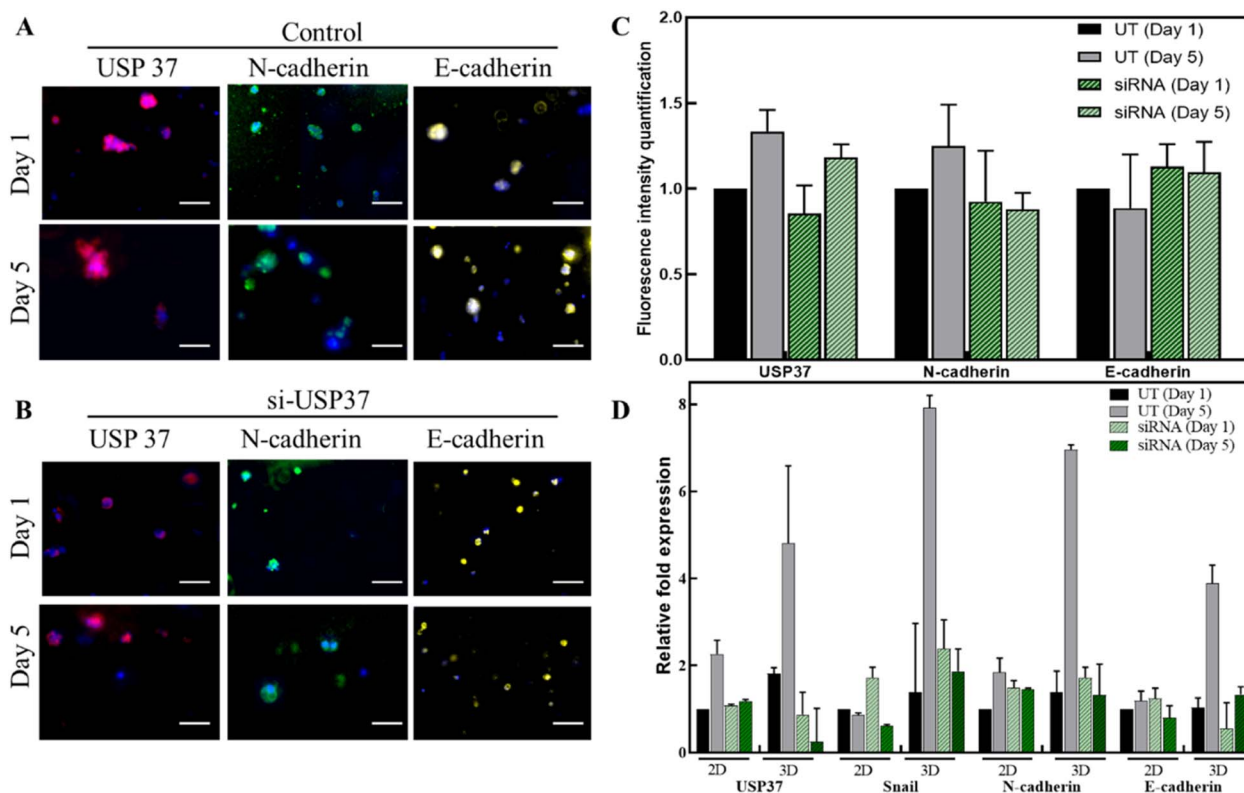 A
Control
USP 37 N-cadherin E-cadherin
Day 1
Day 5
B
si-USP37
USP 37 N-cadherin E-cadherin
Day 1
Day 5
C
Fluorescence intensity quantification
2.0
1.5
1.0
0.5
0.0
UT (Day 1)
UT (Day 5)
siRNA (Day 1)
siRNA (Day 5)
USP37 N-cadherin E-cadherin
D
Relative fold expression
8
6
4
2
0
UT (Day 1)
UT (Day 5)
siRNA (Day 1)
siRNA (Day 5)
2D 3D 2D 3D 2D 3D 2D 3D
USP37 Snail N-cadherin E-cadherin